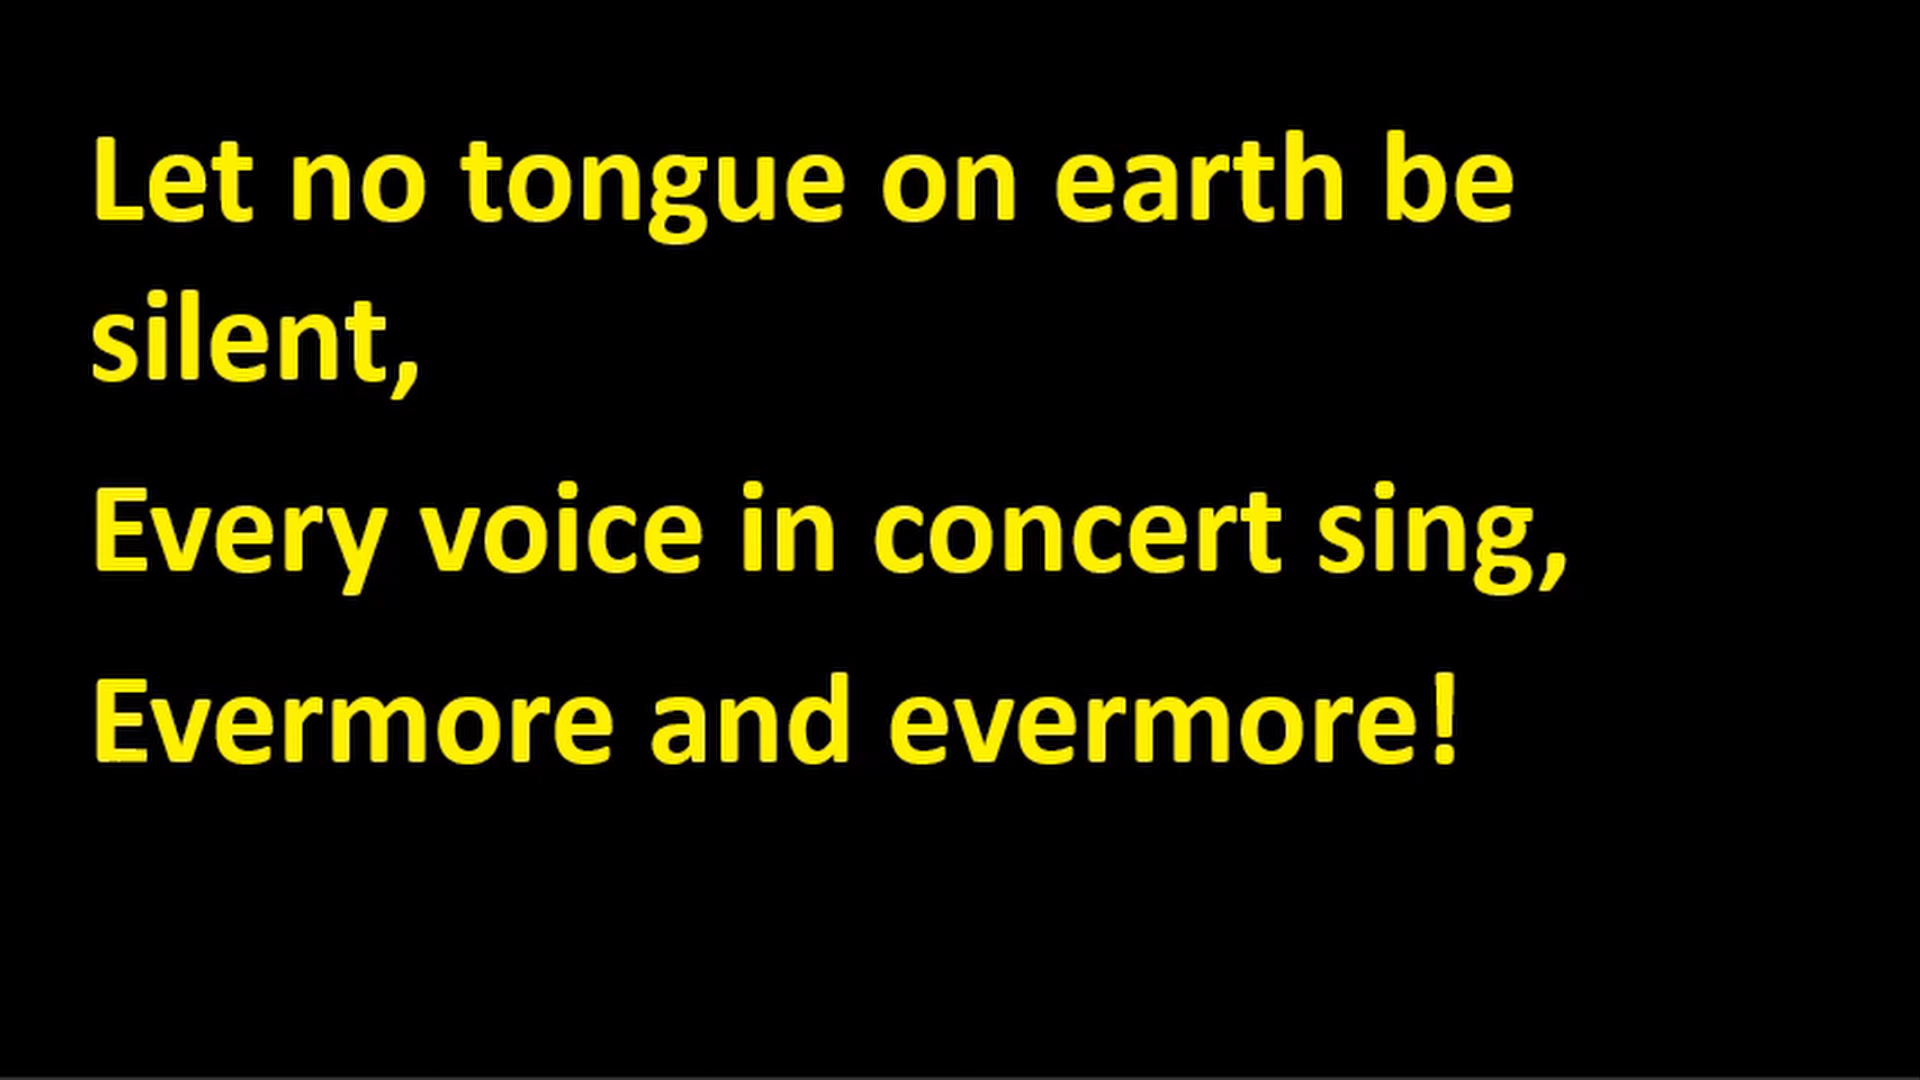 Let no tongue on earth be
silent,
Every voice in concert sing,
Evermore and evermore!